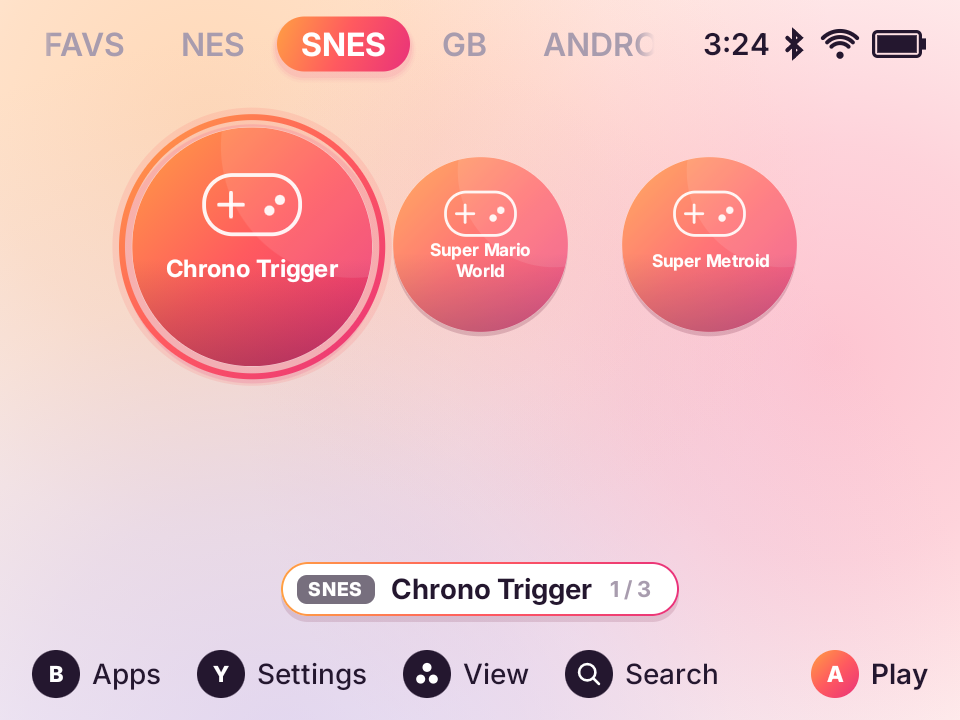 FAVS NES SNES GB ANDRO 3:24
Chrono Trigger
Super Mario
World
Super Metroid
SNES Chrono Trigger 1/3
B Apps Y Settings View Search A Play